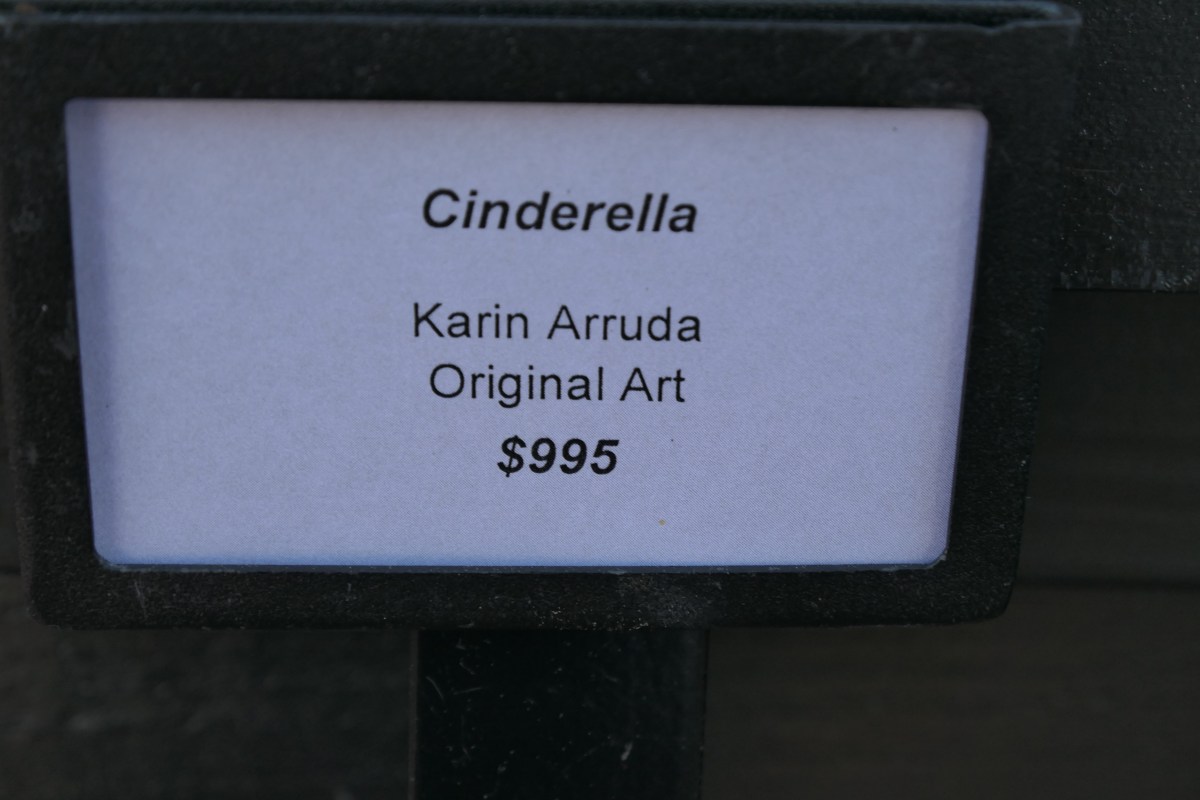 Cinderella
Karin Arruda
Original Art
$995